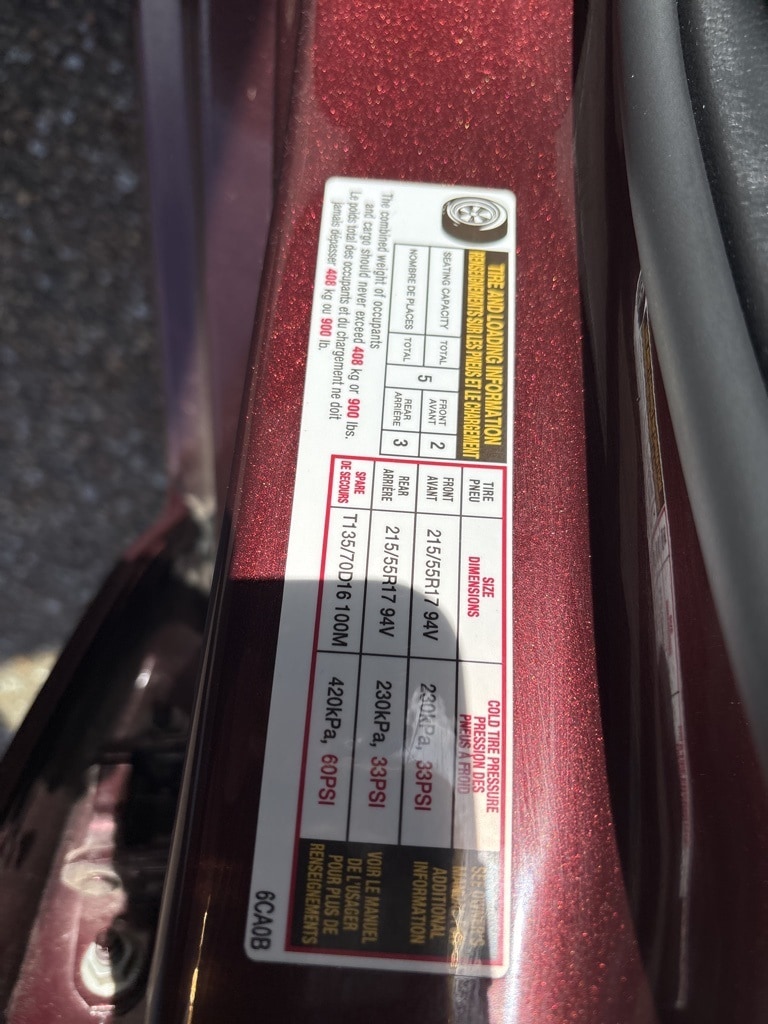 TIRE AND LOADING INFORMATION
RENSEIGNEMENTS SUR LES PNEUS ET LE CHARGEMENT
SEATING CAPACITY TOTAL 5 FRONT AVANT 2
NOMBRE DE PLACES TOTAL REAR ARRIÈRE 3
The combined weight of occupants
and cargo should never exceed 408 kg or 900 lbs.
Le poids total des occupants et du chargement ne doit
jamais dépasser 408 kg ou 900 lb.
TIRE PNEU SIZE DIMENSIONS COLD TIRE PRESSURE
PRESSION DES
PNEUS À FROID
FRONT AVANT 215/55R17 94V 230kPa, 33PSI
REAR ARRIÈRE 215/55R17 94V 230kPa, 33PSI
SPARE DE SECOURS T135/70D16 100M 420kPa, 60PSI
SEE
ADDITIONAL
INFORMATION
VOIR LE MANUEL
DE L'USAGER
POUR PLUS DE
RENSEIGNEMENTS
6CA0B